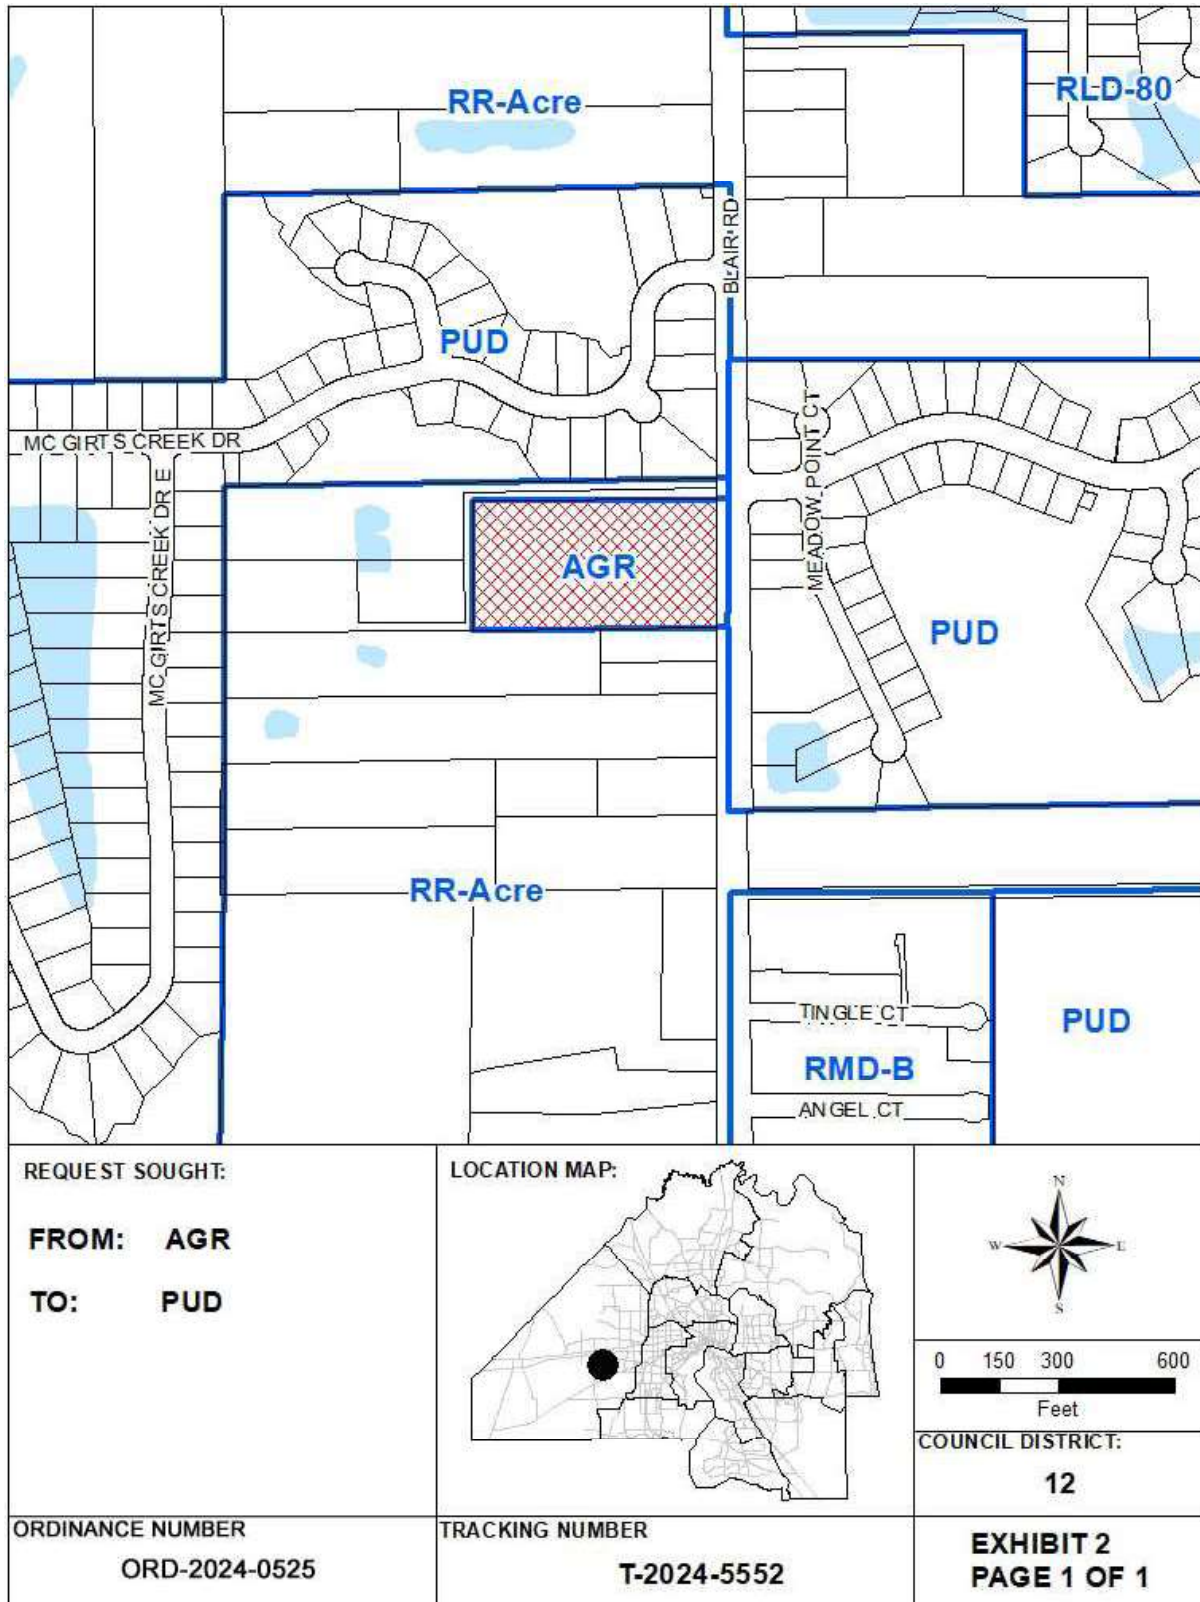 RR-Acre
RLD-80
BLAIR RD
PUD
MC GIRTS CREEK DR
MEADOW POINT CT
MC GIRTS CREEK DR E
AGR
PUD
RR-Acre
TINGLE CT
PUD
RMD-B
ANGEL CT
REQUEST SOUGHT:
FROM: AGR
TO: PUD
LOCATION MAP:
N
W E
S
0 150 300 600
Feet
COUNCIL DISTRICT:
12
ORDINANCE NUMBER
ORD-2024-0525
TRACKING NUMBER
T-2024-5552
EXHIBIT 2
PAGE 1 OF 1